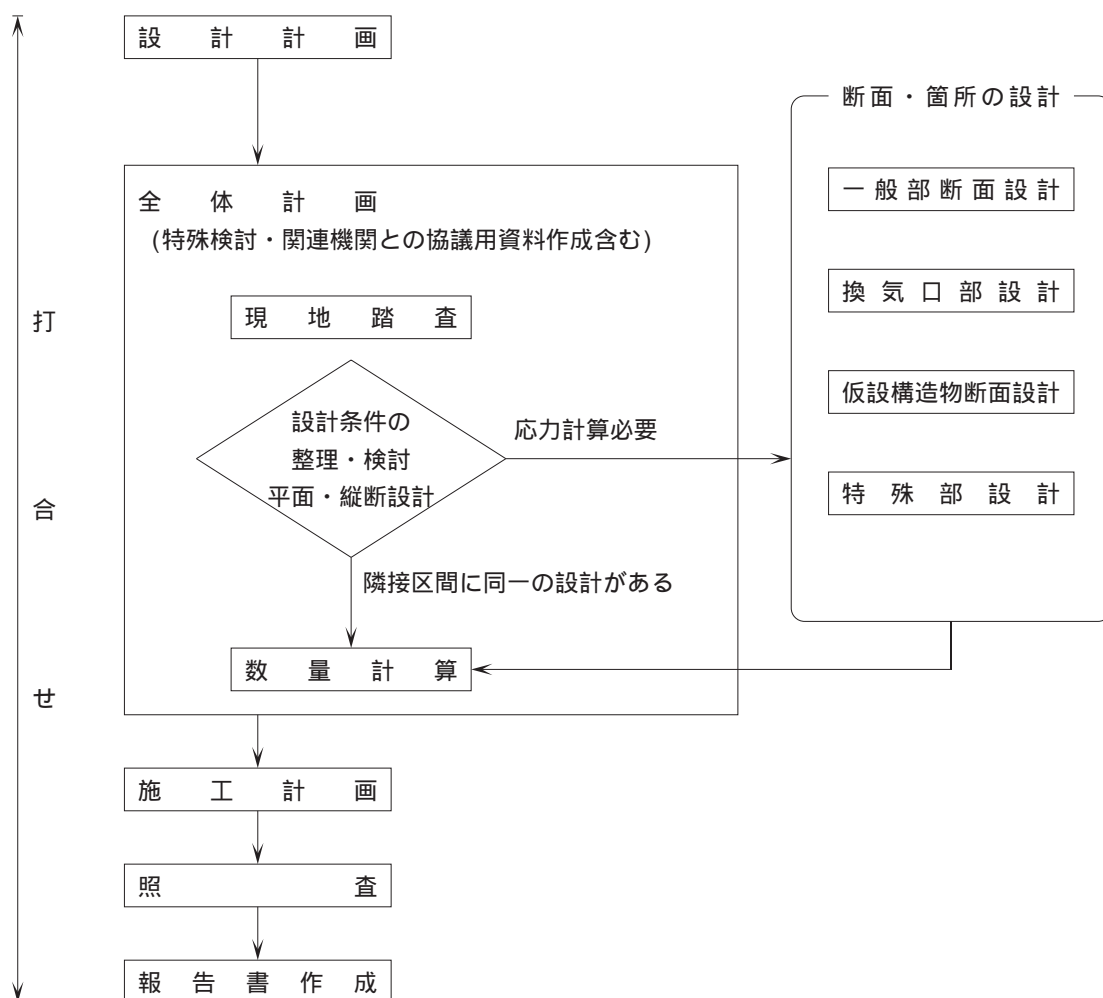 設計計画
全体計画
(特殊検討・関連機関との協議用資料作成含む)
現地踏査
設計条件の
整理・検討
平面・縦断設計
応力計算必要
隣接区間に同一の設計がある
数量計算
断面・箇所の設計
一般部断面設計
換気口部設計
仮設構造物断面設計
特殊部設計
施工計画
照査
報告書作成
打合せ